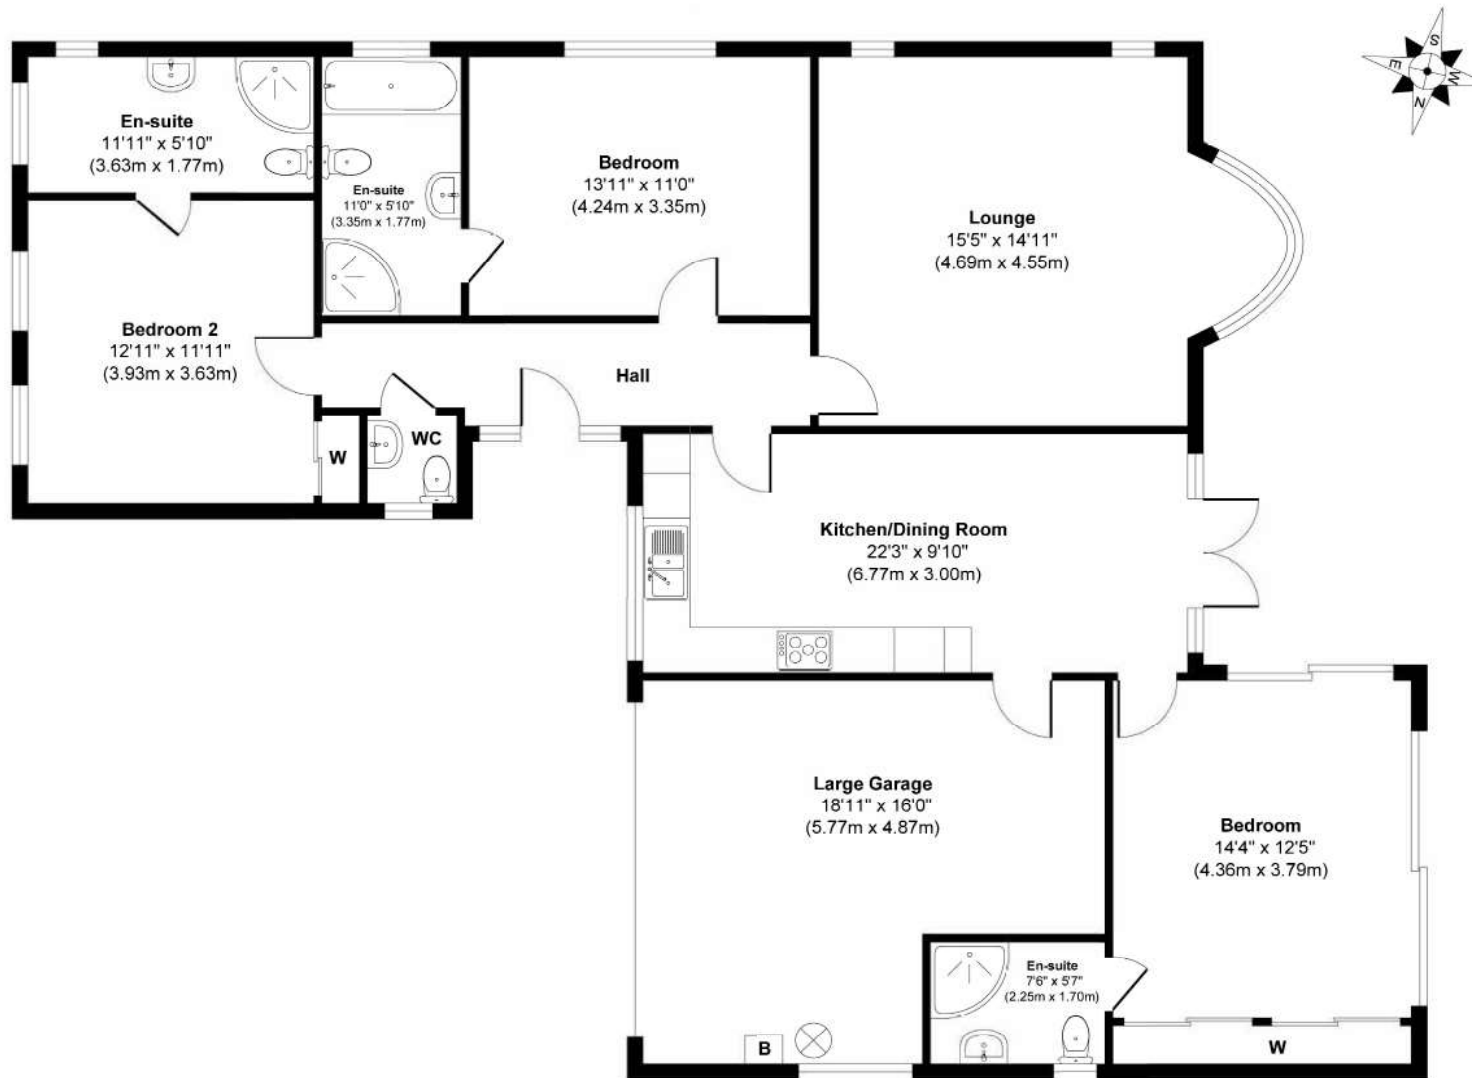 S
E
W
N
En-suite
11'11" x 5'10"
(3.63m x 1.77m)
En-suite
11'0" x 5'10"
(3.35m x 1.77m)
Bedroom
13'11" x 11'0"
(4.24m x 3.35m)
Lounge
15'5" x 14'11"
(4.69m x 4.55m)
Bedroom 2
12'11" x 11'11"
(3.93m x 3.63m)
Hall
W
WC
Kitchen/Dining Room
22'3" x 9'10"
(6.77m x 3.00m)
Large Garage
18'11" x 16'0"
(5.77m x 4.87m)
Bedroom
14'4" x 12'5"
(4.36m x 3.79m)
En-suite
7'6" x 5'7"
(2.25m x 1.70m)
B
W